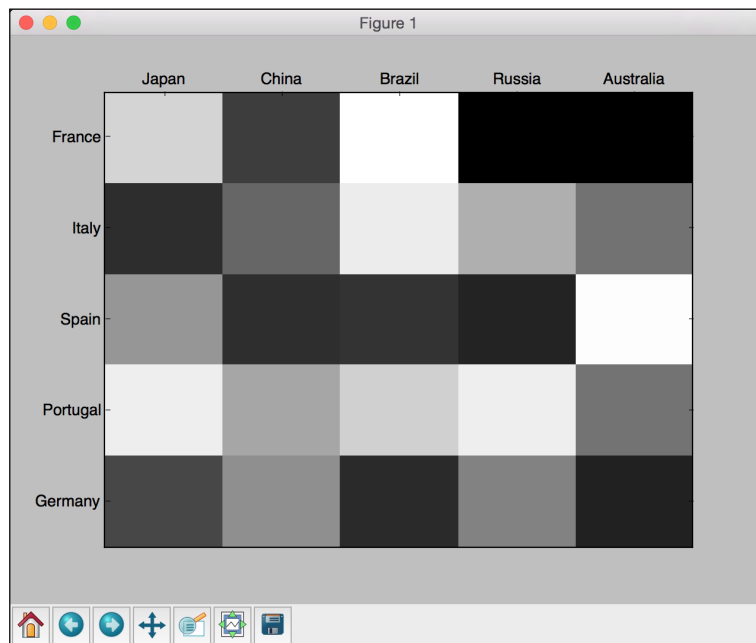 Figure 1
Japan China Brazil Russia Australia
France
Italy
Spain
Portugal
Germany